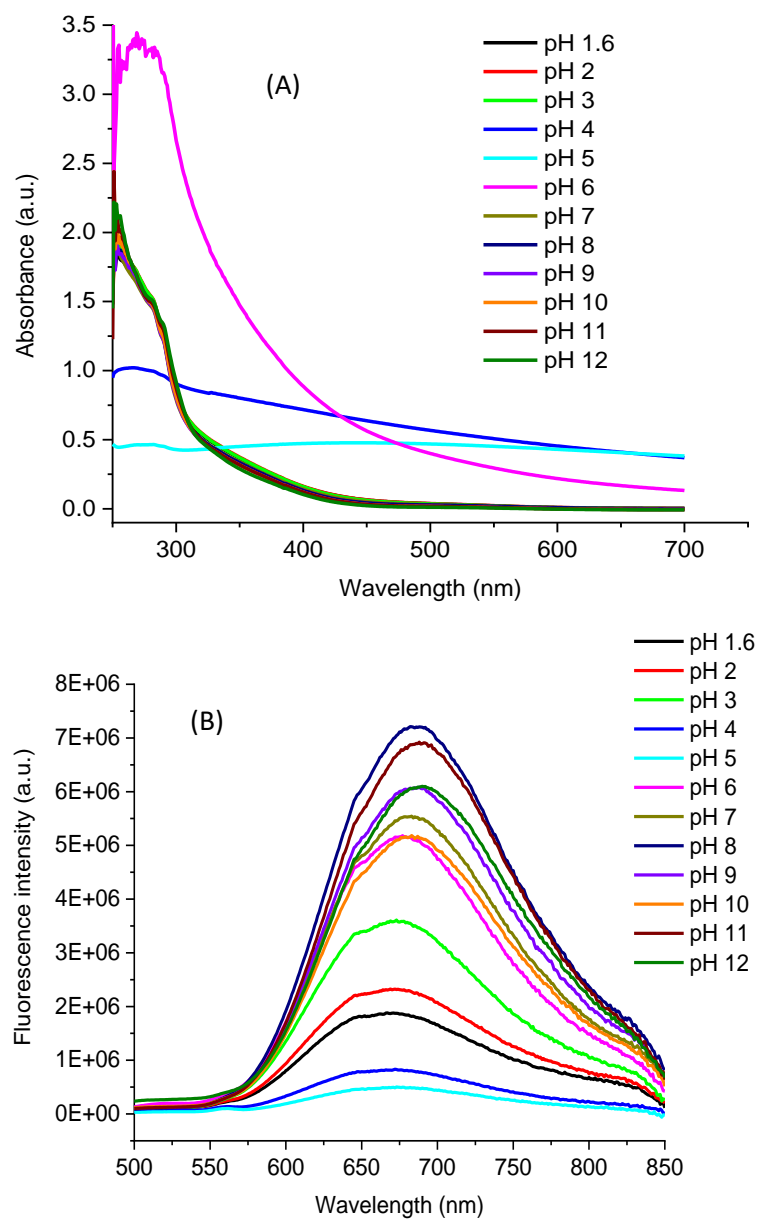 3.5
3.0
2.5
2.0
1.5
1.0
0.5
0.0
Absorbance (a.u.)
(A)
pH 1.6
pH 2
pH 3
pH 4
pH 5
pH 6
pH 7
pH 8
pH 9
pH 10
pH 11
pH 12
300
400
500
600
700
Wavelength (nm)
8E+06
7E+06
6E+06
5E+06
4E+06
3E+06
2E+06
1E+06
0E+00
Fluorescence intensity (a.u.)
(B)
pH 1.6
pH 2
pH 3
pH 4
pH 5
pH 6
pH 7
pH 8
pH 9
pH 10
pH 11
pH 12
500
550
600
650
700
750
800
850
Wavelength (nm)